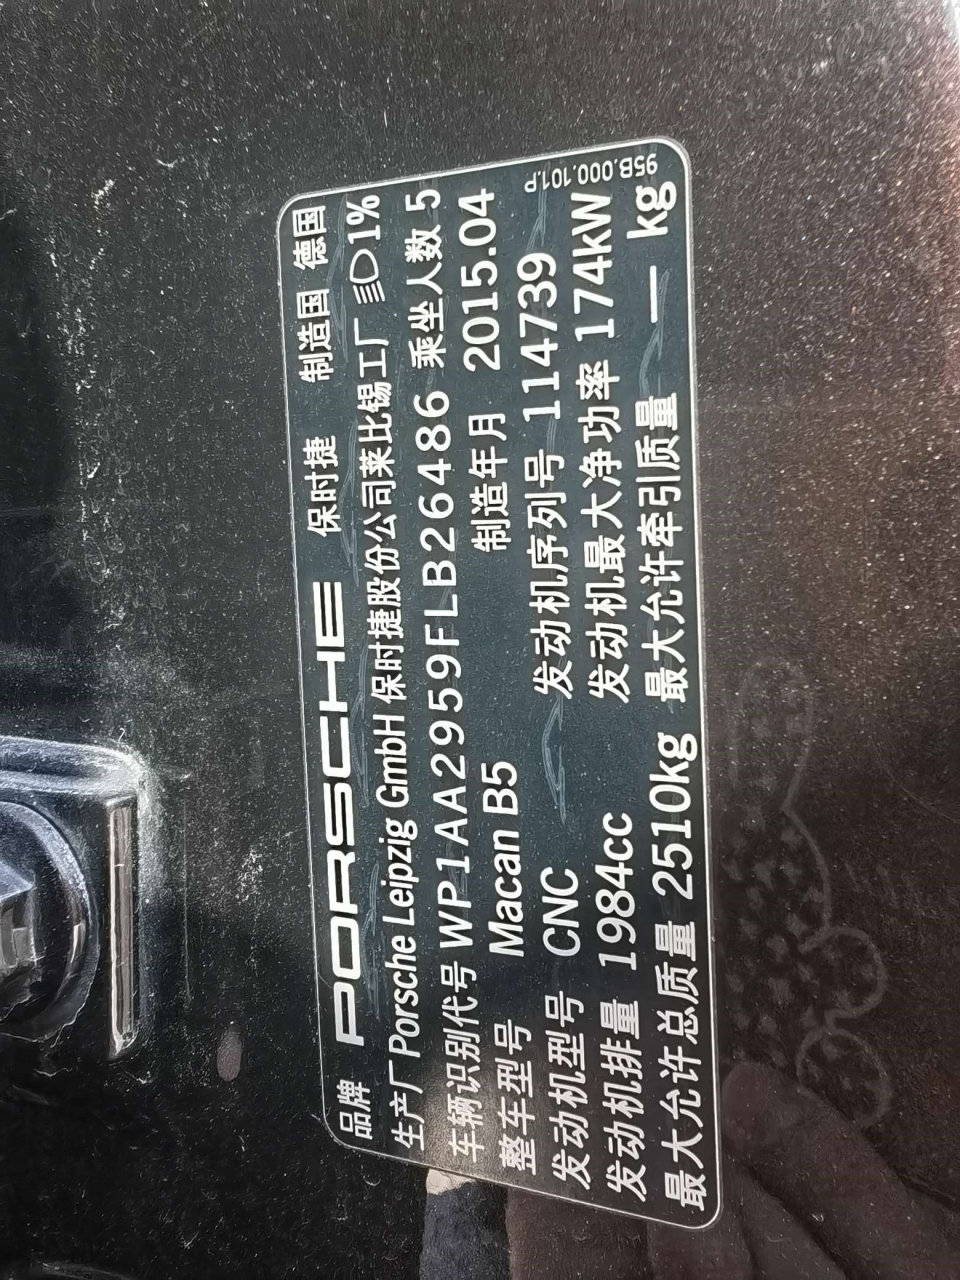 品牌 PORSCHE 保时捷 制造国 德国
生产厂 Porsche Leipzig GmbH 保时捷股份公司莱比锡工厂 1%
车辆识别代号 WP1AA2959FLB26486 乘坐人数 5
整车型号 Macan B5 制造年月 2015.04
发动机型号 CNC 发动机序列号 114739
发动机排量 1984cc 发动机最大净功率 174kW
最大允许总质量 2510kg 最大允许牵引质量 — kg
95B.000.101.P